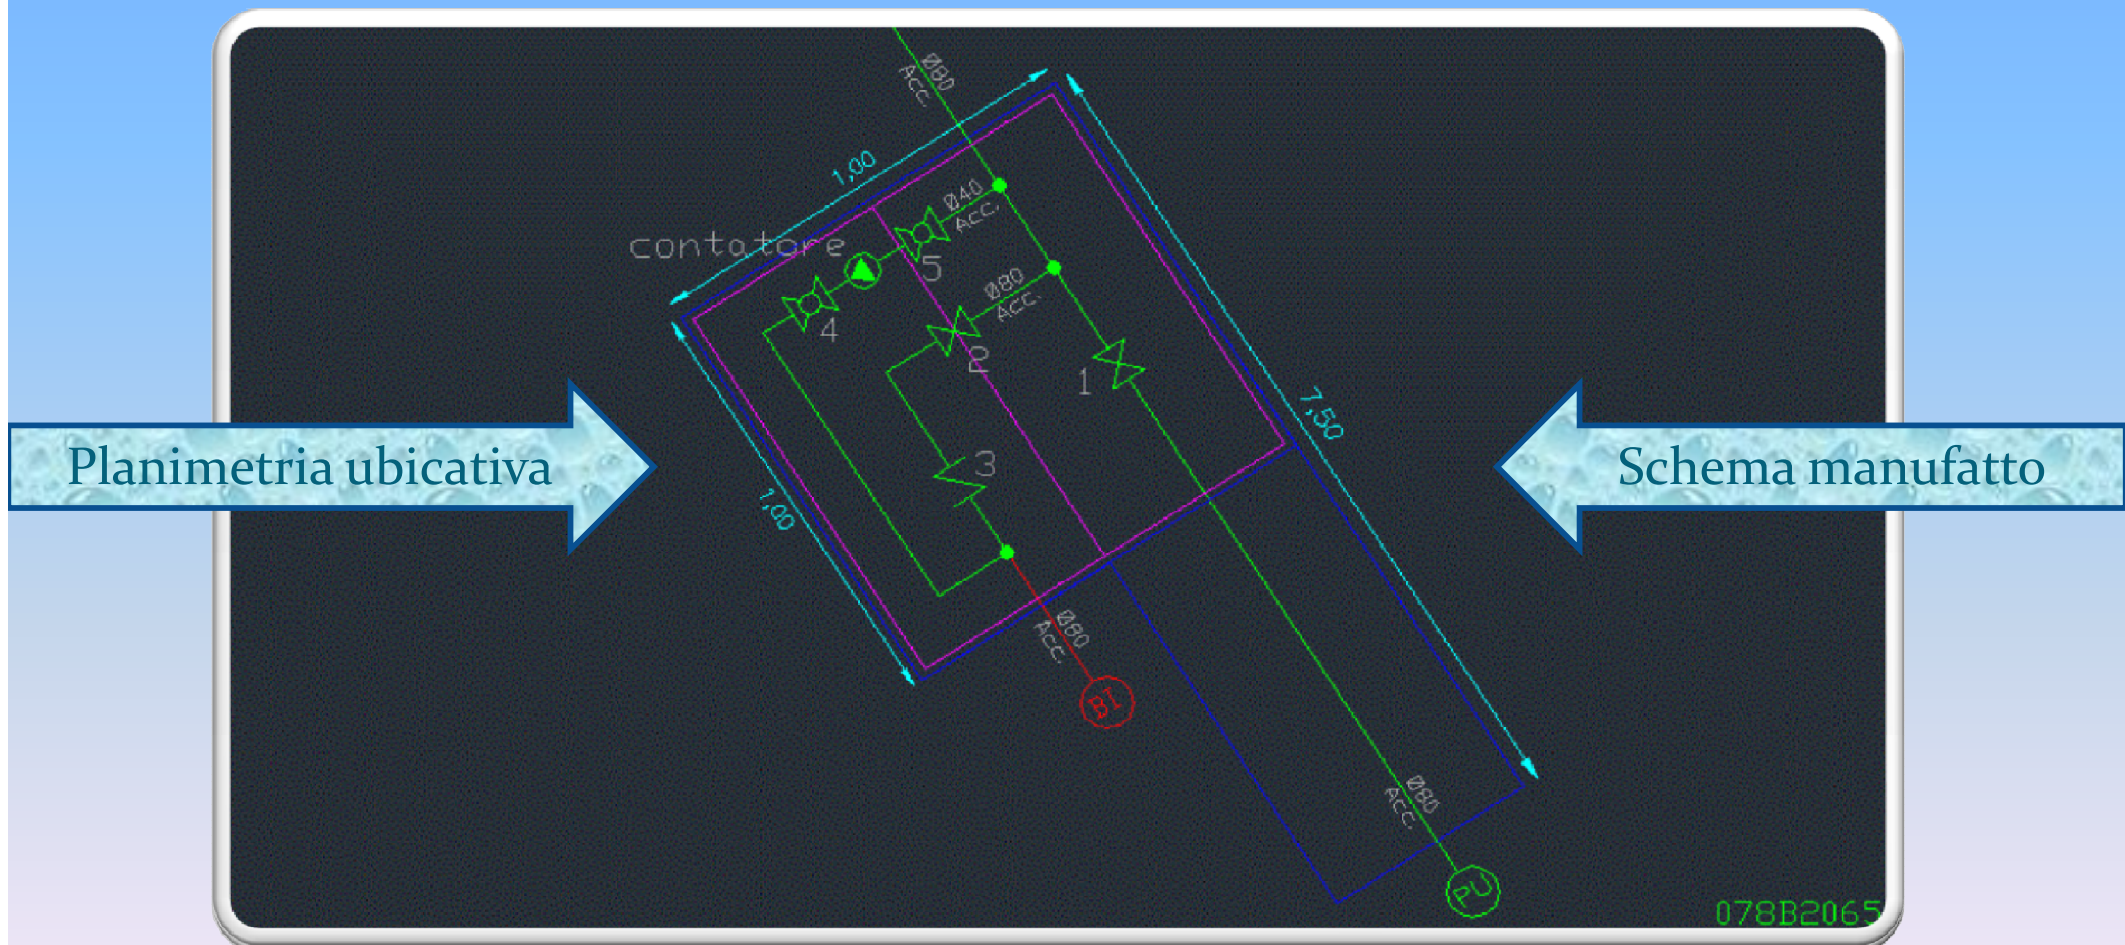 Ø80
Acc.
1,00
Ø40
Acc.
contatore
5
Ø80
Acc.
4
2
1
1,50
Planimetria ubicativa
3
Schema manufatto
1,00
Ø80
Acc.
BI
Ø80
Acc.
PU
078B2065